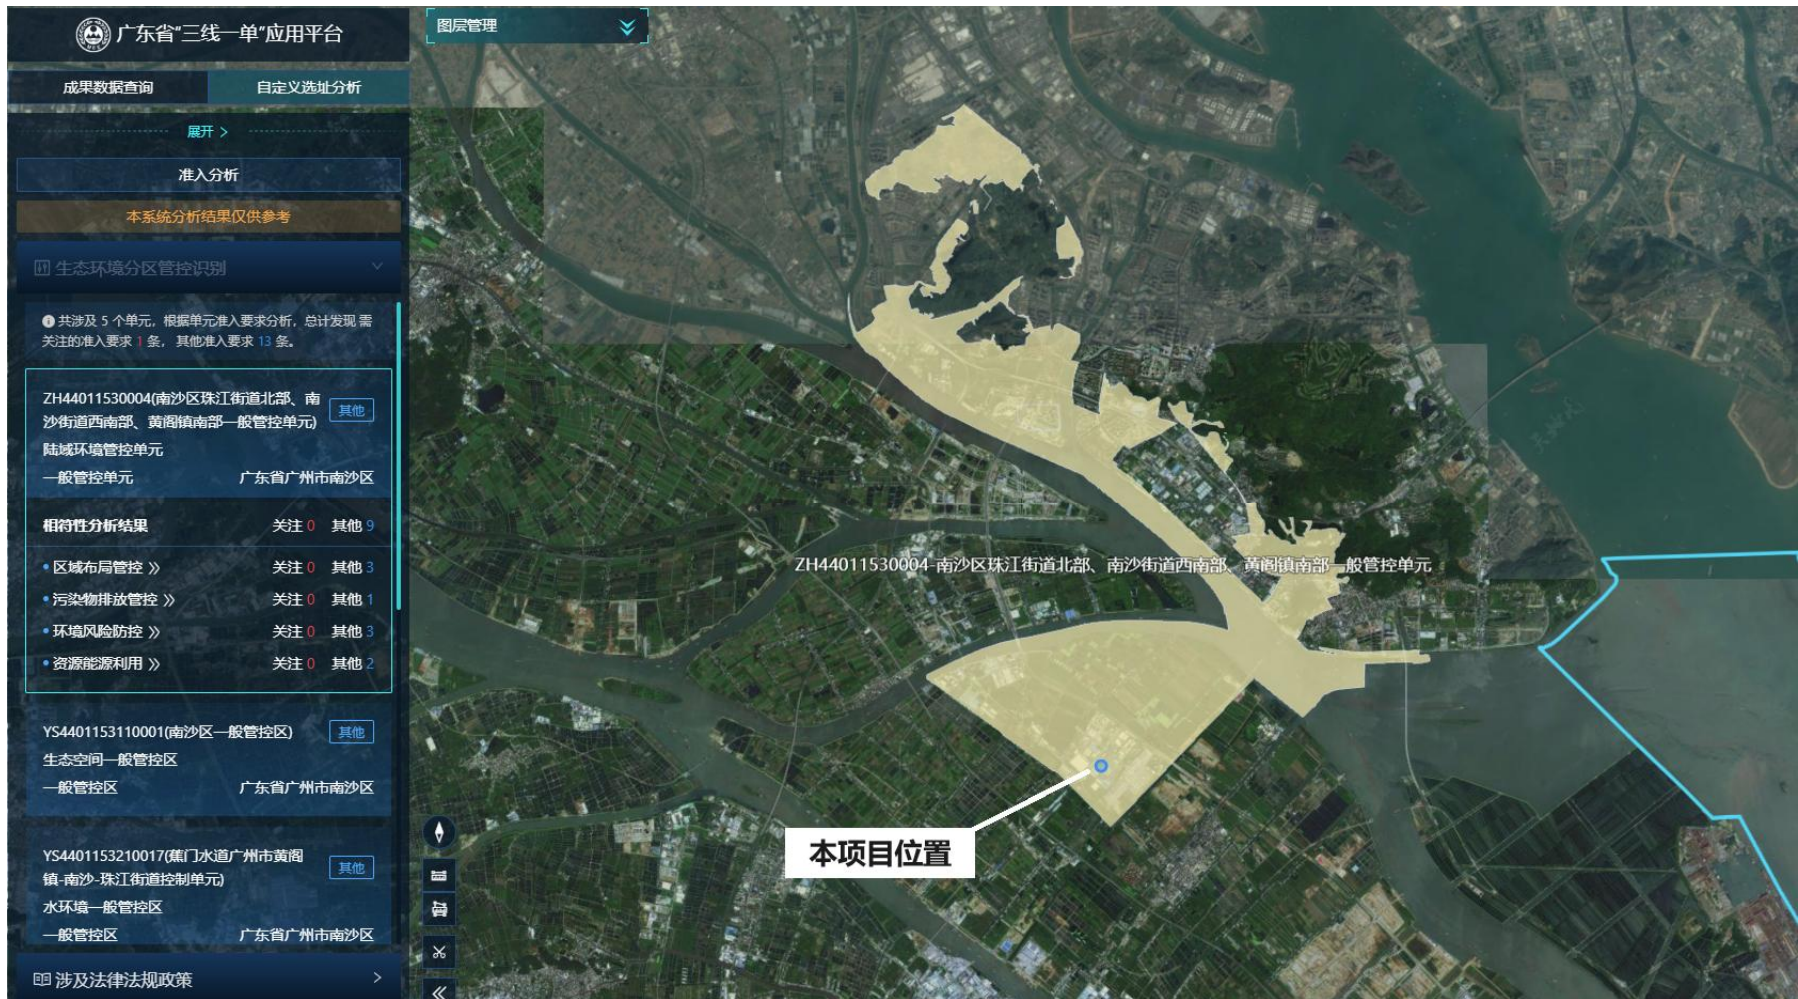 广东省"三线一单"应用平台
成果数据查询
自定义选址分析
展开 >
准入分析
本系统分析结果仅供参考
生态环境分区管控识别
共涉及 5 个单元，根据单元准入要求分析，总计发现 需
关注的准入要求 1 条，其他准入要求 13 条。
ZH44011530004(南沙区珠江街道北部、南
沙街道西南部、黄阁镇南部一般管控单元)
其他
陆域环境管控单元
一般管控单元 广东省广州市南沙区
相符性分析结果 关注 0 其他 9
区域布局管控 关注 0 其他 3
污染物排放管控 关注 0 其他 1
环境风险防控 关注 0 其他 3
资源能源利用 关注 0 其他 2
YS4401153110001(南沙区一般管控区) 其他
生态空间一般管控区
一般管控区 广东省广州市南沙区
YS4401153210017(蕉门水道广州市黄阁
镇-南沙-珠江街道控制单元)
其他
水环境一般管控区
一般管控区 广东省广州市南沙区
涉及法律法规政策
图层管理
ZH44011530004-南沙区珠江街道北部、南沙街道西南部、黄阁镇南部一般管控单元
本项目位置